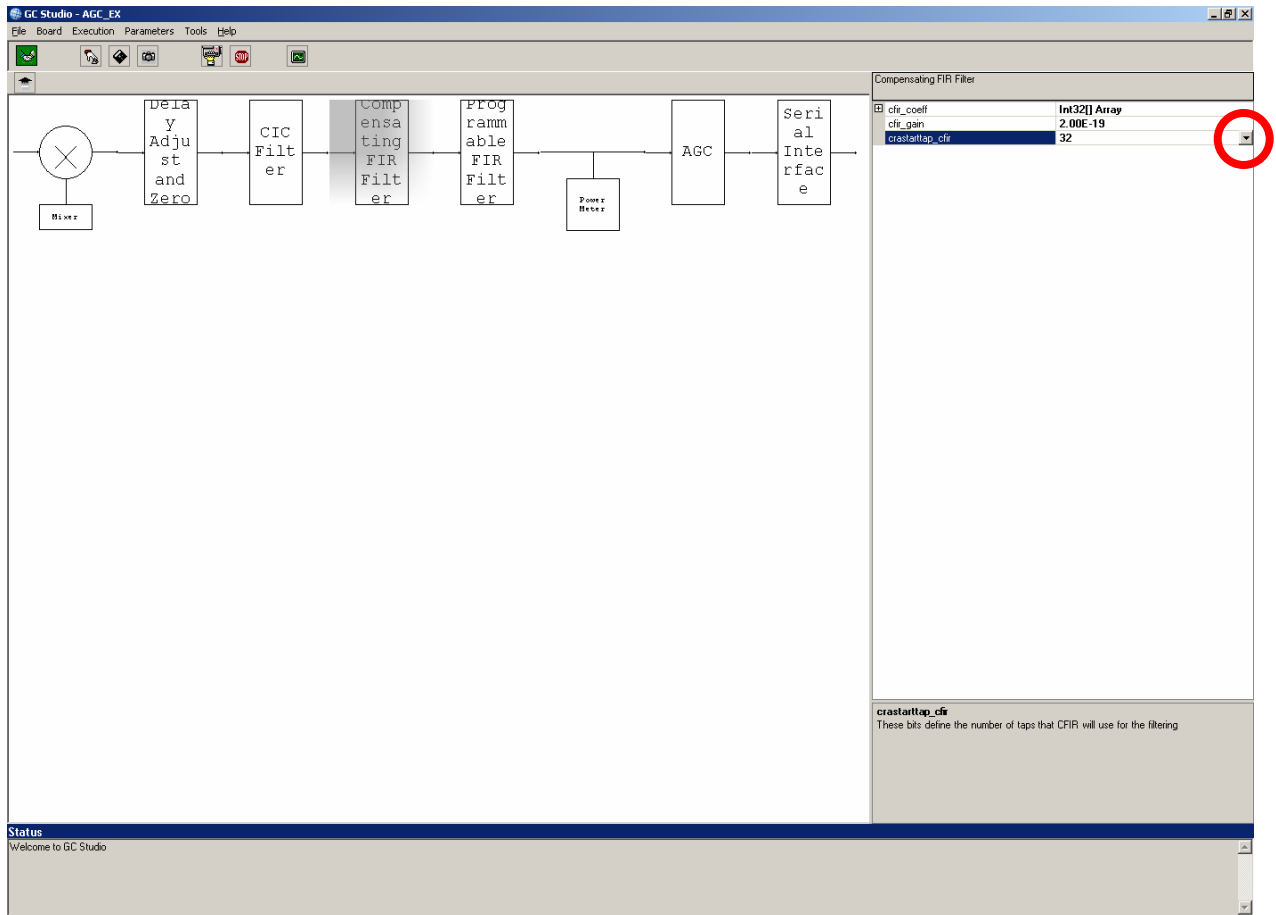 GC Studio - AGC_EX
File Board Execution Parameters Tools Help
STOP
Compensating FIR Filter
cfir_coeff Int32[] Array
cfir_gain 2.00E-19
crastarttap_cfir 32
Mixer
Dela
y
Adju
st
and
Zero
CIC
Filt
er
Comp
ensa
ting
FIR
Filt
er
Prog
ramm
able
FIR
Filt
er
Power
Meter
AGC
Seri
al
Inte
rfac
e
crastarttap_cfir
These bits define the number of taps that CFIR will use for the filtering
Status
Welcome to GC Studio